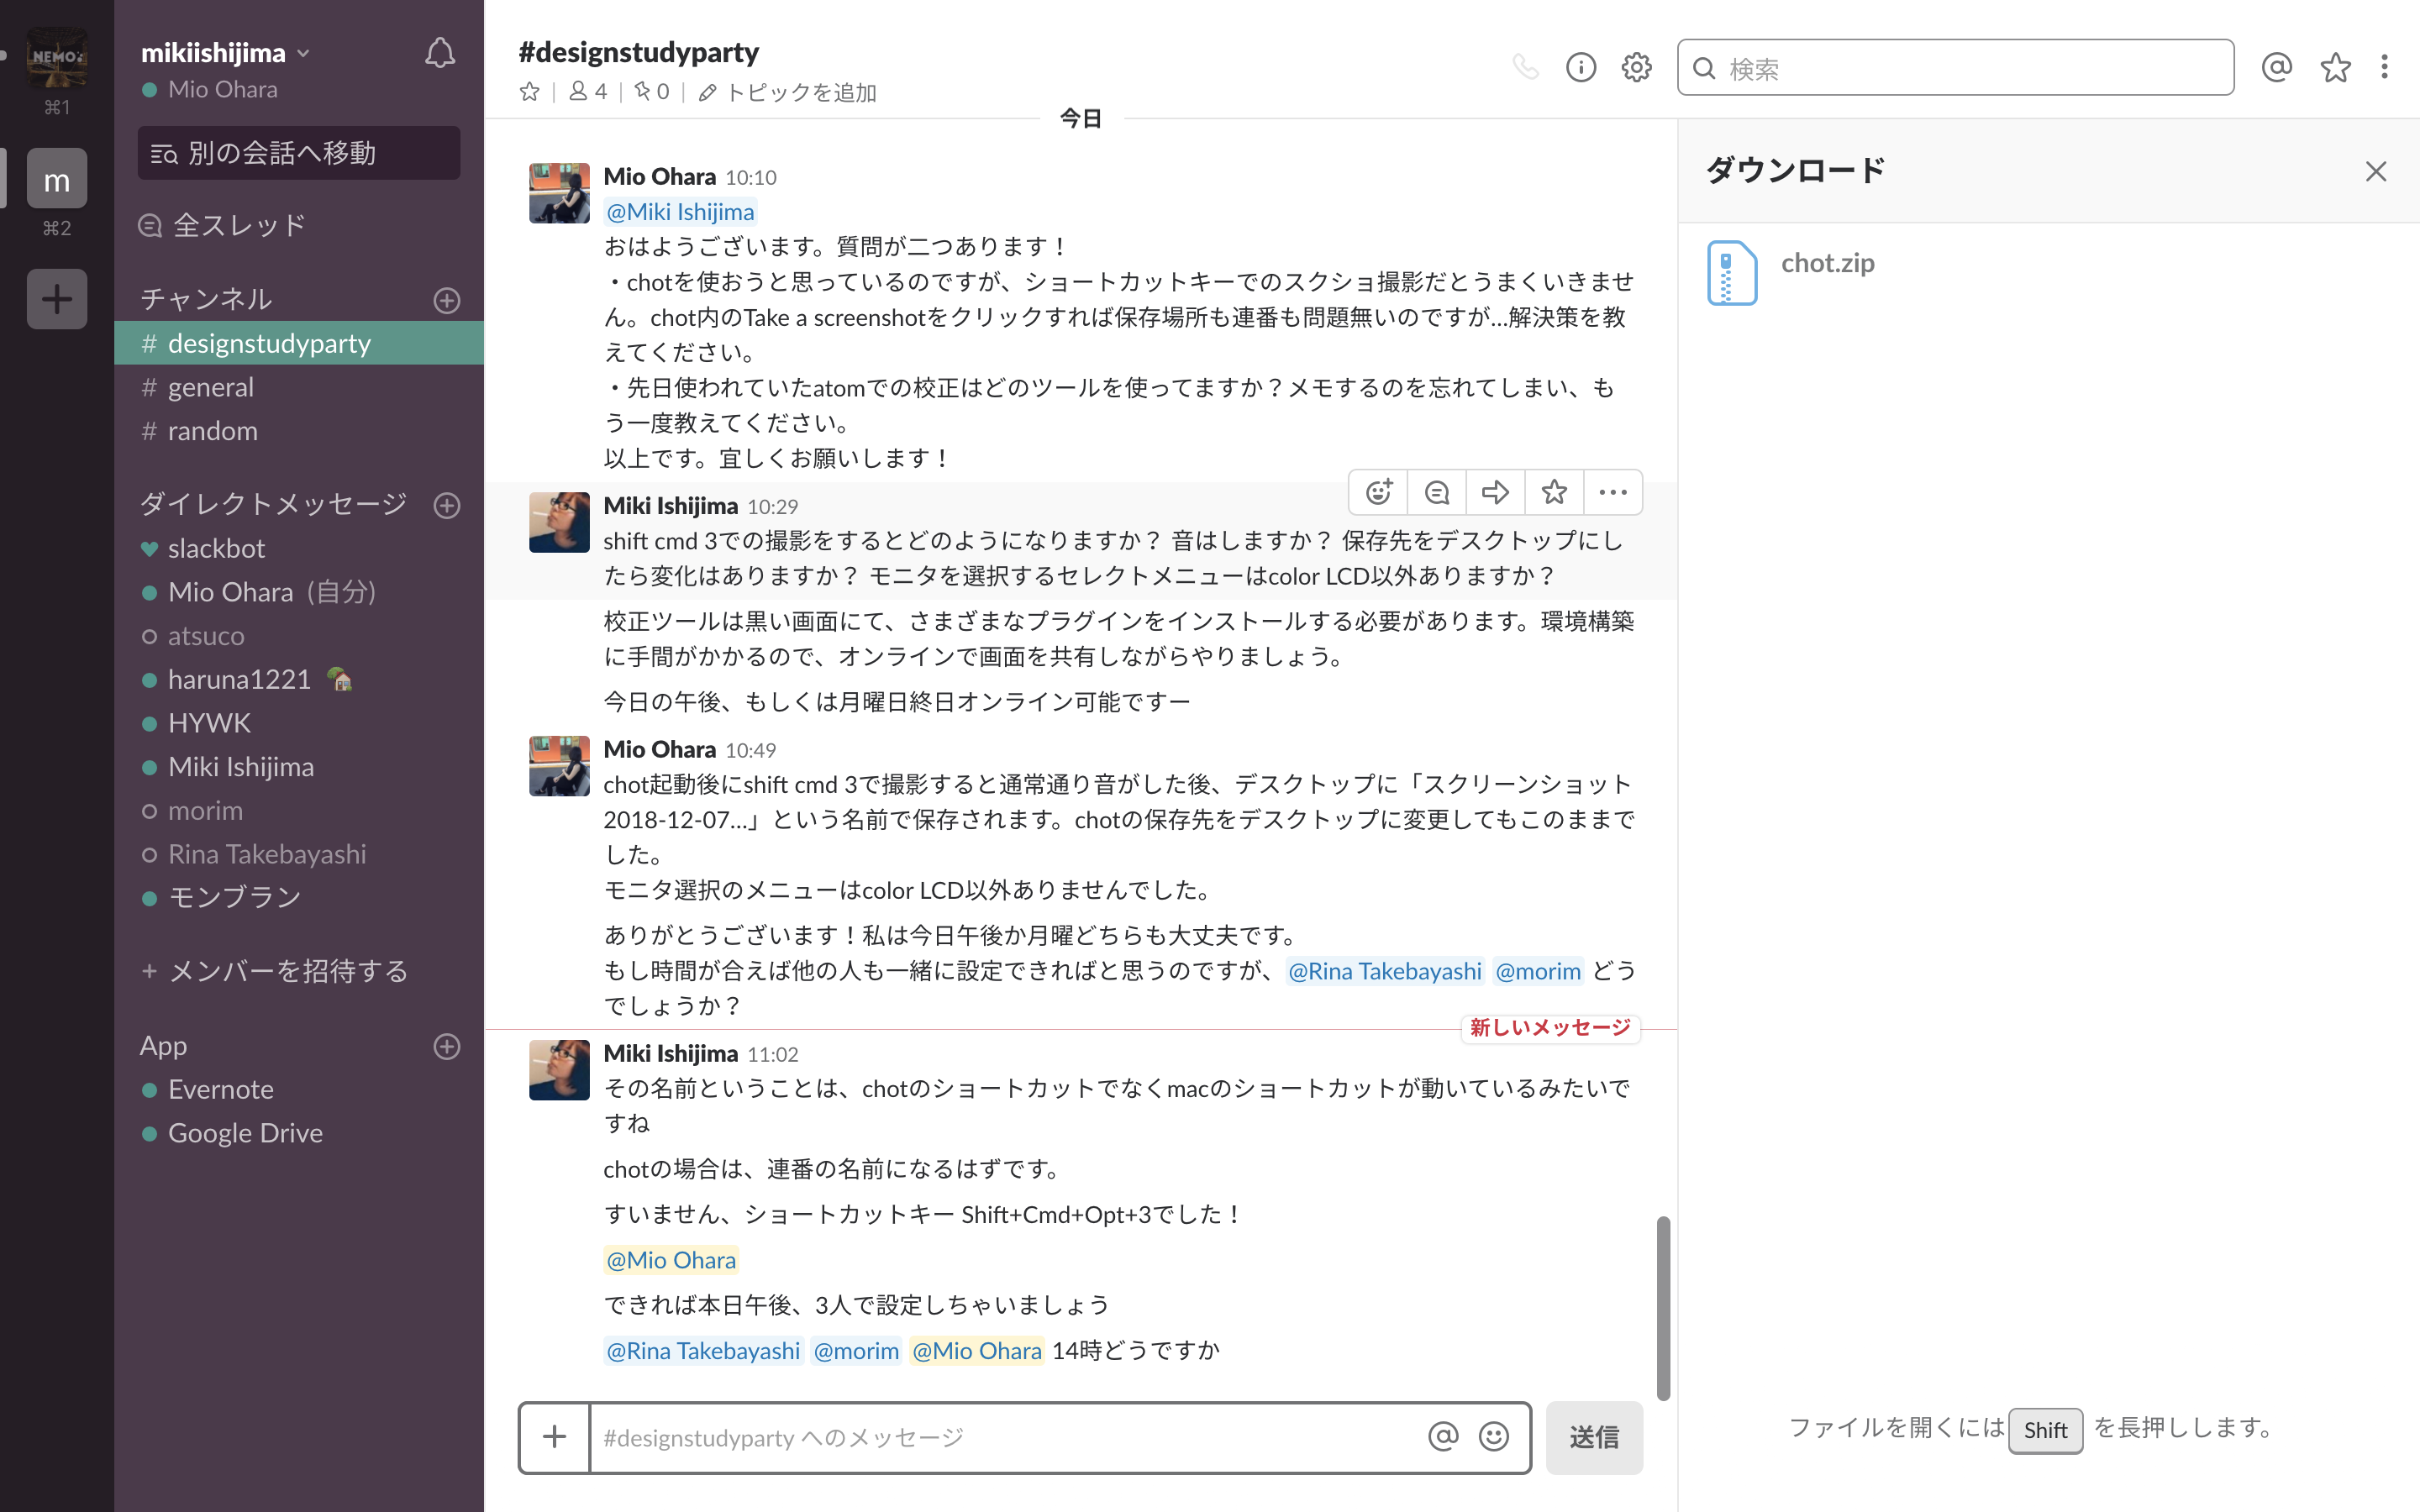 NEMO
⌘1
m
⌘2
mikiishijima
Mio Ohara
別の会話へ移動
全スレッド
チャンネル
# designstudyparty
# general
# random
ダイレクトメッセージ
slackbot
Mio Ohara (自分)
atsuco
haruna1221
HYWK
Miki Ishijima
morim
Rina Takebayashi
モンブラン
+ メンバーを招待する
App
Evernote
Google Drive
#designstudyparty
4 | 0 | トピックを追加
検索
今日
Mio Ohara 10:10
@Miki Ishijima
おはようございます。質問が二つあります！
・chotを使おうと思っているのですが、ショートカットキーでのスクショ撮影だとうまくいきませ
ん。chot内のTake a screenshotをクリックすれば保存場所も連番も問題無いのですが...解決策を教
えてください。
・先日使われていたatomでの校正はどのツールを使ってますか？メモするのを忘れてしまい、も
う一度教えてください。
以上です。宜しくお願いします！
Miki Ishijima 10:29
shift cmd 3での撮影をするとどのようになりますか？ 音はしますか？ 保存先をデスクトップにし
たら変化はありますか？ モニタを選択するセレクトメニューはcolor LCD以外ありますか？
校正ツールは黒い画面にて、さまざまなプラグインをインストールする必要があります。環境構築
に手間がかかるので、オンラインで画面を共有しながらやりましょう。
今日の午後、もしくは月曜日終日オンライン可能ですー
Mio Ohara 10:49
chot起動後にshift cmd 3で撮影すると通常通り音がした後、デスクトップに「スクリーンショット
2018-12-07...」という名前で保存されます。chotの保存先をデスクトップに変更してもこのままで
した。
モニタ選択のメニューはcolor LCD以外ありませんでした。
ありがとうございます！私は今日午後か月曜どちらも大丈夫です。
もし時間が合えば他の人も一緒に設定できればと思うのですが、@Rina Takebayashi @morim どう
でしょうか？
新しいメッセージ
Miki Ishijima 11:02
その名前ということは、chotのショートカットでなくmacのショートカットが動いているみたいで
すね
chotの場合は、連番の名前になるはずです。
すいません、ショートカットキー Shift+Cmd+Opt+3でした！
@Mio Ohara
できれば本日午後、3人で設定しちゃいましょう
@Rina Takebayashi @morim @Mio Ohara 14時どうですか
#designstudyparty へのメッセージ
送信
ダウンロード
chot.zip
ファイルを開くには Shift を長押しします。